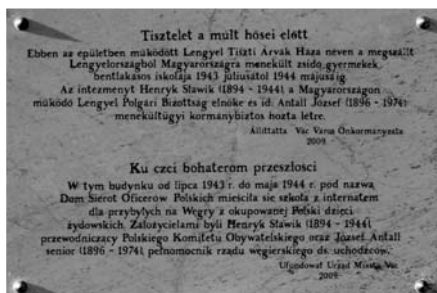 Tisztelet a múlt hősei előtt
Ebben az épületben működött Lengyel Tiszti Árvák Háza néven a megszállt
Lengyelországból Magyarországra menekült zsidó gyermekek
bentlakásos iskolája 1943 júliusától 1944 májusáig.
Az intézményt Henryk Sławik (1894 - 1944), a Magyarországon
működő Lengyel Polgári Bizottság elnöke és id. Antall József (1896 - 1974)
menekültügyi kormánybiztos hozta létre.
Állíttatta Vác Város Önkormányzata
2009.
Ku czci bohaterom przeszłości
W tym budynku od lipca 1943 r. do maja 1944 r. pod nazwą
Dom Sierot Oficerów Polskich mieściła się szkoła z internatem
dla przybyłych na Węgry z okupowanej Polski dzieci
żydowskich. Założycielami byli Henryk Sławik (1894 - 1944),
przewodniczący Polskiego Komitetu Obywatelskiego oraz József Antall
senior (1896 - 1974), pełnomocnik rządu węgierskiego ds. uchodźców.
Ufundował Urząd Miasta Vác
2009.